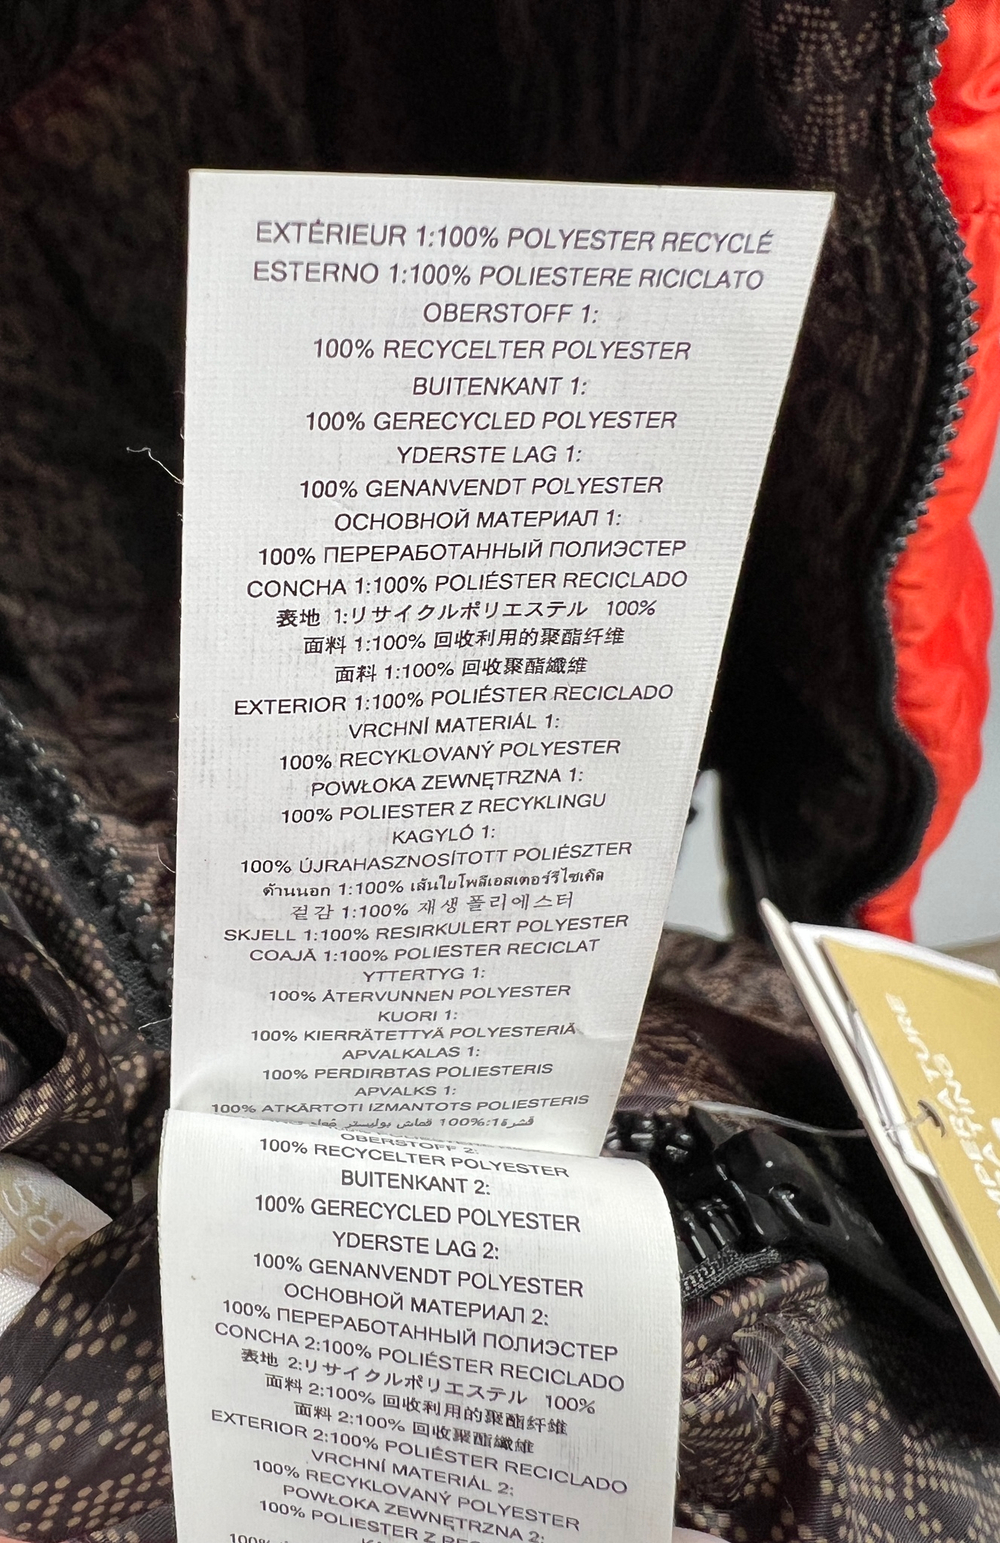 EXTÉRIEUR 1:100% POLYESTER RECYCLÉ
ESTERNO 1:100% POLIESTERE RICICLATO
OBERSTOFF 1:
100% RECYCELTER POLYESTER
BUITENKANT 1:
100% GERECYCLED POLYESTER
YDERSTE LAG 1:
100% GENANVENDT POLYESTER
ОСНОВНОЙ МАТЕРИАЛ 1:
100% ПЕРЕРАБОТАННЫЙ ПОЛИЭСТЕР
CONCHA 1:100% POLIÉSTER RECICLADO
表地 1:リサイクルポリエステル 100%
面料 1:100% 回收利用的聚酯纤维
面料 1:100% 回收聚酯纖維
EXTERIOR 1:100% POLIÉSTER RECICLADO
VRCHNÍ MATERIÁL 1:
100% RECYKLOVANÝ POLYESTER
POWŁOKA ZEWNĘTRZNA 1:
100% POLIESTER Z RECYKLINGU
KAGYLÓ 1:
100% ÚJRAHASZNOSÍTOTT POLIÉSZTER
ด้านนอก 1:100% เส้นใยโพลีเอสเตอร์รีไซเคิล
겉감 1:100% 재생 폴리에스터
SKJELL 1:100% RESIRKULERT POLYESTER
COAJĂ 1:100% POLIESTER RECICLAT
YTTERTYG 1:
100% ÅTERVUNNEN POLYESTER
KUORI 1:
100% KIERRÄTETTYÄ POLYESTERIÄ
APVALKALAS 1:
100% PERDIRBTAS POLIESTERIS
APVALKS 1:
100% ATKĀRTOTI IZMANTOTS POLIESTERIS
قشرة 1:100% قماش بوليستر معاد
OBERSTOFF 2:
100% RECYCELTER POLYESTER
BUITENKANT 2:
100% GERECYCLED POLYESTER
YDERSTE LAG 2:
100% GENANVENDT POLYESTER
ОСНОВНОЙ МАТЕРИАЛ 2:
100% ПЕРЕРАБОТАННЫЙ ПОЛИЭСТЕР
CONCHA 2:100% POLIÉSTER RECICLADO
表地 2:リサイクルポリエステル 100%
面料 2:100% 回收利用的聚酯纤维
面料 2:100% 回收聚酯纖維
EXTERIOR 2:100% POLIÉSTER RECICLADO
VRCHNÍ MATERIÁL 2:
100% RECYKLOVANÝ POLYESTER
POWŁOKA ZEWNĘTRZNA 2:
100% POLIESTER Z
100%